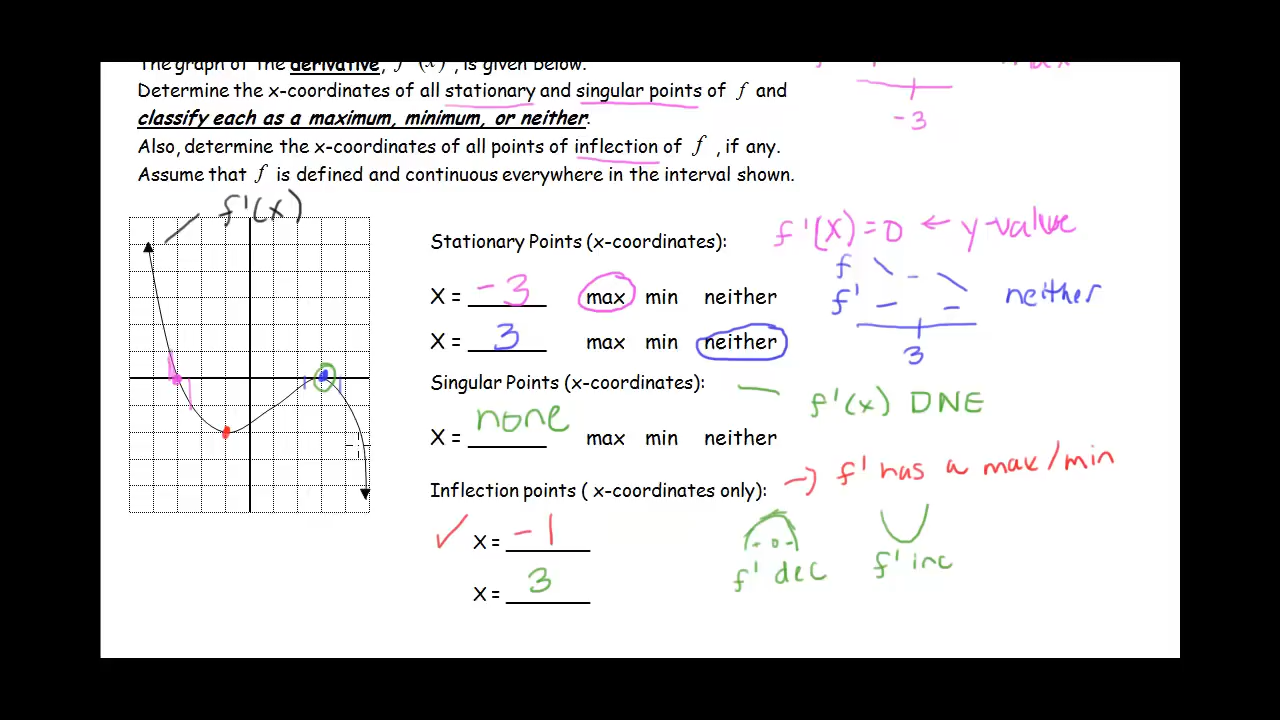 The graph of the derivative, f '(x), is given below.
Determine the x-coordinates of all stationary and singular points of f and
classify each as a maximum, minimum, or neither.
Also, determine the x-coordinates of all points of inflection of f , if any.
Assume that f is defined and continuous everywhere in the interval shown.
-3
f'(x)
Stationary Points (x-coordinates):
f'(x) = 0 ← y-value
X = -3 max min neither
f
f' - - neither
3
X = 3 max min neither
Singular Points (x-coordinates):
f'(x) DNE
X = none max min neither
Inflection points ( x-coordinates only):
→ f' has a max/min
✓ X = -1
+ 0 -
f' dec
f' inc
X = 3